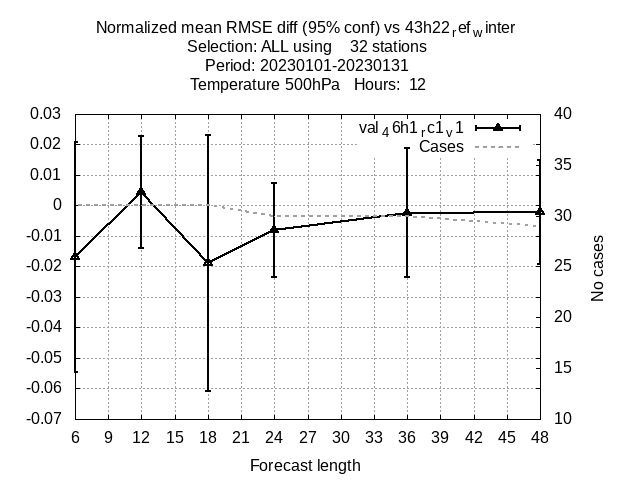 Normalized mean RMSE diff (95% conf) vs 43h22ref winter
Selection: ALL using 32 stations
Period: 20230101-20230131
Temperature 500hPa Hours: 12
val46h1rc1v1
Cases
0.03
0.02
0.01
0
-0.01
-0.02
-0.03
-0.04
-0.05
-0.06
-0.07
40
35
30
25
20
15
10
No cases
6 9 12 15 18 21 24 27 30 33 36 39 42 45 48
Forecast length